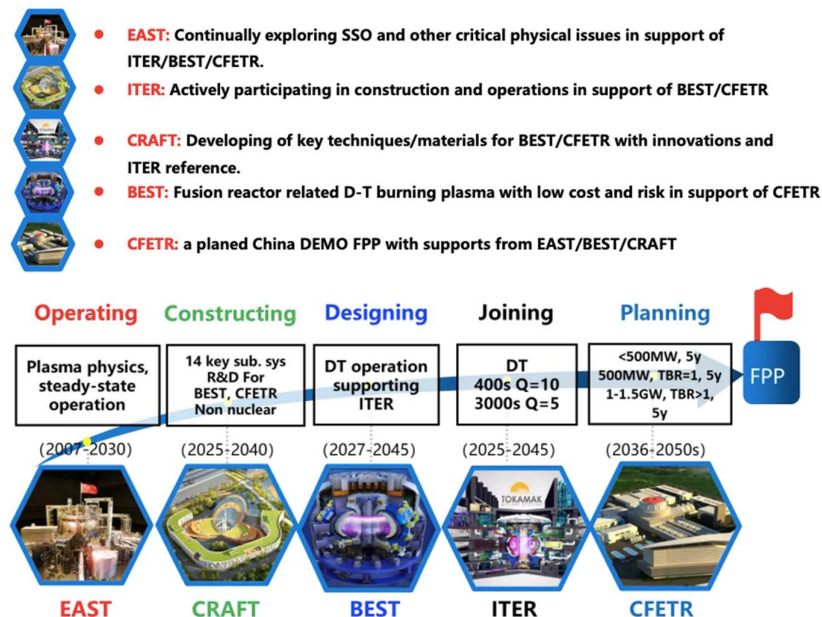 EAST: Continually exploring SSO and other critical physical issues in support of
ITER/BEST/CFETR.
ITER: Actively participating in construction and operations in support of BEST/CFETR
CRAFT: Developing of key techniques/materials for BEST/CFETR with innovations and
ITER reference.
BEST: Fusion reactor related D-T burning plasma with low cost and risk in support of CFETR
CFETR: a planed China DEMO FPP with supports from EAST/BEST/CRAFT
Operating
Constructing
Designing
Joining
Planning
Plasma physics,
steady-state
operation
14 key sub. sys
R&D For
BEST, CFETR
Non nuclear
DT operation
supporting
ITER
DT
400s Q=10
3000s Q=5
<500MW, 5y
500MW, TBR=1, 5y
1-1.5GW, TBR>1,
5y
FPP
(2007-2030)
(2025-2040)
(2027-2045)
(2025-2045)
(2036-2050s)
TOKAMAK
EAST
CRAFT
BEST
ITER
CFETR